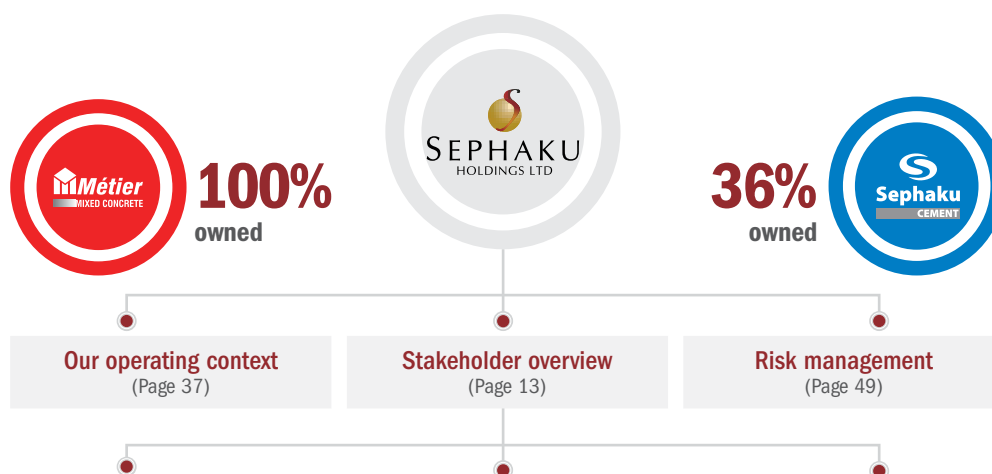 Métier
MIXED CONCRETE
100%
owned
SEPHAKU
HOLDINGS LTD
36%
owned
Sephaku
CEMENT
Our operating context
(Page 37)
Stakeholder overview
(Page 13)
Risk management
(Page 49)